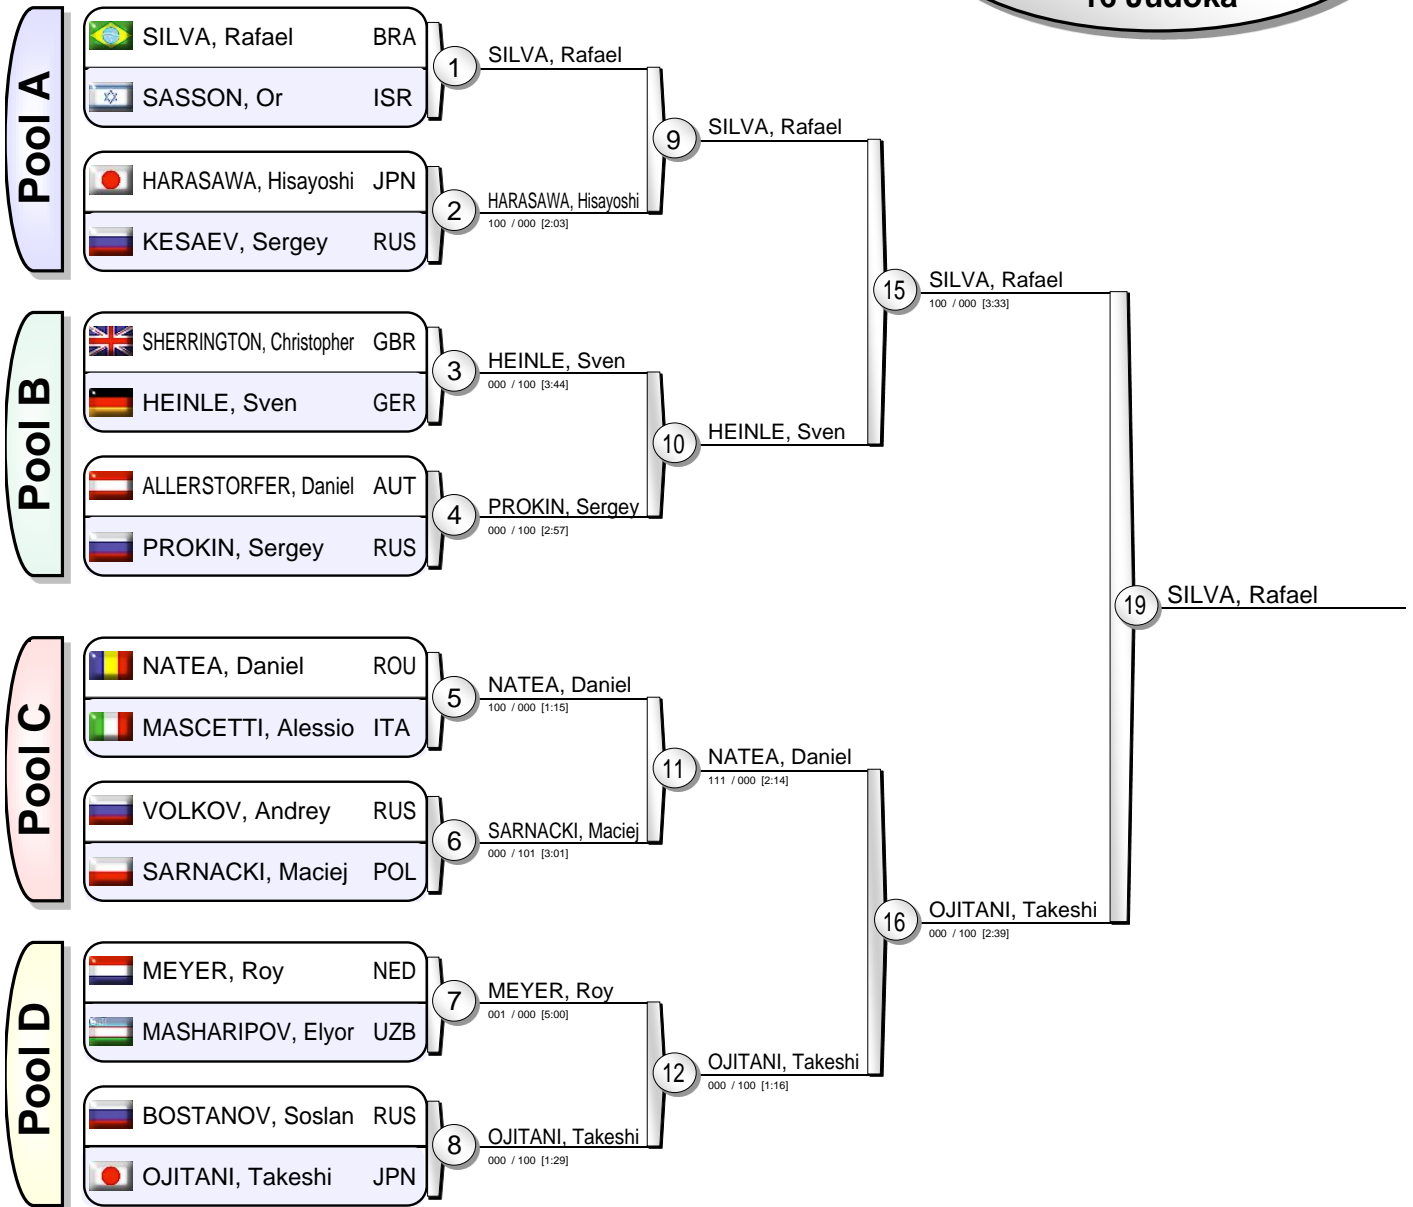 16 Judoka
Pool A
SILVA, Rafael BRA
SASSON, Or ISR
1
SILVA, Rafael
HARASAWA, Hisayoshi JPN
KESAEV, Sergey RUS
2
HARASAWA, Hisayoshi
100 / 000 [2:03]
9
SILVA, Rafael
Pool B
SHERRINGTON, Christopher GBR
HEINLE, Sven GER
3
HEINLE, Sven
000 / 100 [3:44]
ALLERSTORFER, Daniel AUT
PROKIN, Sergey RUS
4
PROKIN, Sergey
000 / 100 [2:57]
10
HEINLE, Sven
15
SILVA, Rafael
100 / 000 [3:33]
Pool C
NATEA, Daniel ROU
MASCETTI, Alessio ITA
5
NATEA, Daniel
100 / 000 [1:15]
VOLKOV, Andrey RUS
SARNACKI, Maciej POL
6
SARNACKI, Maciej
000 / 101 [3:01]
11
NATEA, Daniel
111 / 000 [2:14]
Pool D
MEYER, Roy NED
MASHARIPOV, Elyor UZB
7
MEYER, Roy
001 / 000 [5:00]
BOSTANOV, Soslan RUS
OJITANI, Takeshi JPN
8
OJITANI, Takeshi
000 / 100 [1:29]
12
OJITANI, Takeshi
000 / 100 [1:16]
16
OJITANI, Takeshi
000 / 100 [2:39]
19
SILVA, Rafael